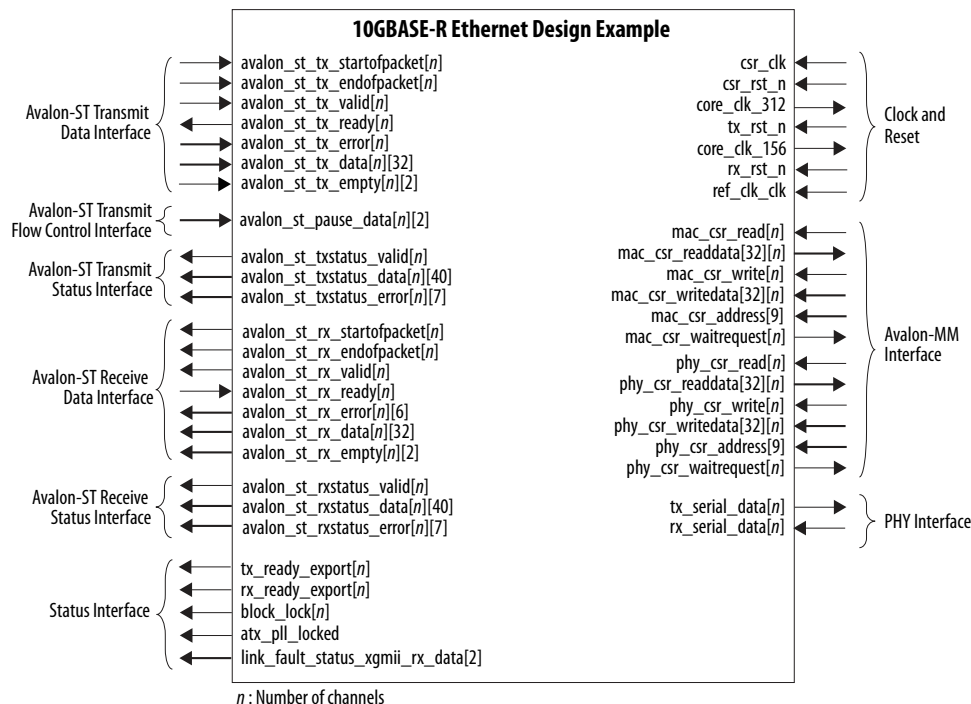 10GBASE-R Ethernet Design Example
Avalon-ST Transmit
Data Interface
avalon_st_tx_startofpacket[n]
avalon_st_tx_endofpacket[n]
avalon_st_tx_valid[n]
avalon_st_tx_ready[n]
avalon_st_tx_error[n]
avalon_st_tx_data[n][32]
avalon_st_tx_empty[n][2]
Avalon-ST Transmit
Flow Control Interface
avalon_st_pause_data[n][2]
Avalon-ST Transmit
Status Interface
avalon_st_txstatus_valid[n]
avalon_st_txstatus_data[n][40]
avalon_st_txstatus_error[n][7]
Avalon-ST Receive
Data Interface
avalon_st_rx_startofpacket[n]
avalon_st_rx_endofpacket[n]
avalon_st_rx_valid[n]
avalon_st_rx_ready[n]
avalon_st_rx_error[n][6]
avalon_st_rx_data[n][32]
avalon_st_rx_empty[n][2]
Avalon-ST Receive
Status Interface
avalon_st_rxstatus_valid[n]
avalon_st_rxstatus_data[n][40]
avalon_st_rxstatus_error[n][7]
Status Interface
tx_ready_export[n]
rx_ready_export[n]
block_lock[n]
atx_pll_locked
link_fault_status_xgmii_rx_data[2]
csr_clk
csr_rst_n
core_clk_312
tx_rst_n
core_clk_156
rx_rst_n
ref_clk_clk
Clock and
Reset
mac_csr_read[n]
mac_csr_readdata[32][n]
mac_csr_write[n]
mac_csr_writedata[32][n]
mac_csr_address[9]
mac_csr_waitrequest[n]
phy_csr_read[n]
phy_csr_readdata[32][n]
phy_csr_write[n]
phy_csr_writedata[32][n]
phy_csr_address[9]
phy_csr_waitrequest[n]
Avalon-MM
Interface
tx_serial_data[n]
rx_serial_data[n]
PHY Interface
n : Number of channels